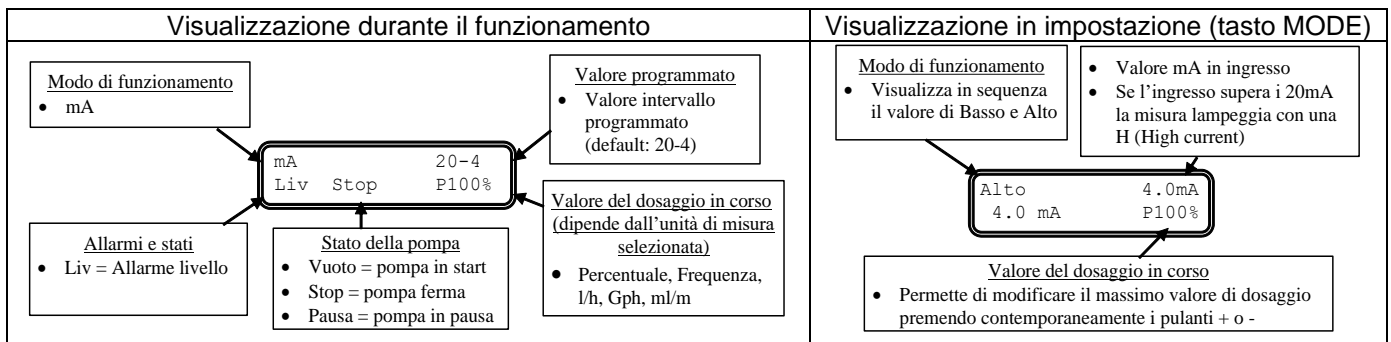 Visualizzazione durante il funzionamento
Modo di funzionamento
• mA
Valore programmato
• Valore intervallo
programmato
(default: 20-4)
mA 20-4
Liv Stop P100%
Allarmi e stati
• Liv = Allarme livello
Stato della pompa
• Vuoto = pompa in start
• Stop = pompa ferma
• Pausa = pompa in pausa
Valore del dosaggio in corso
(dipende dall'unità di misura
selezionata)
• Percentuale, Frequenza,
l/h, Gph, ml/m
Visualizzazione in impostazione (tasto MODE)
Modo di funzionamento
• Visualizza in sequenza
il valore di Basso e Alto
• Valore mA in ingresso
• Se l'ingresso supera i 20mA
la misura lampeggia con una
H (High current)
Alto 4.0mA
4.0 mA P100%
Valore del dosaggio in corso
• Permette di modificare il massimo valore di dosaggio
premendo contemporaneamente i pulanti + o -